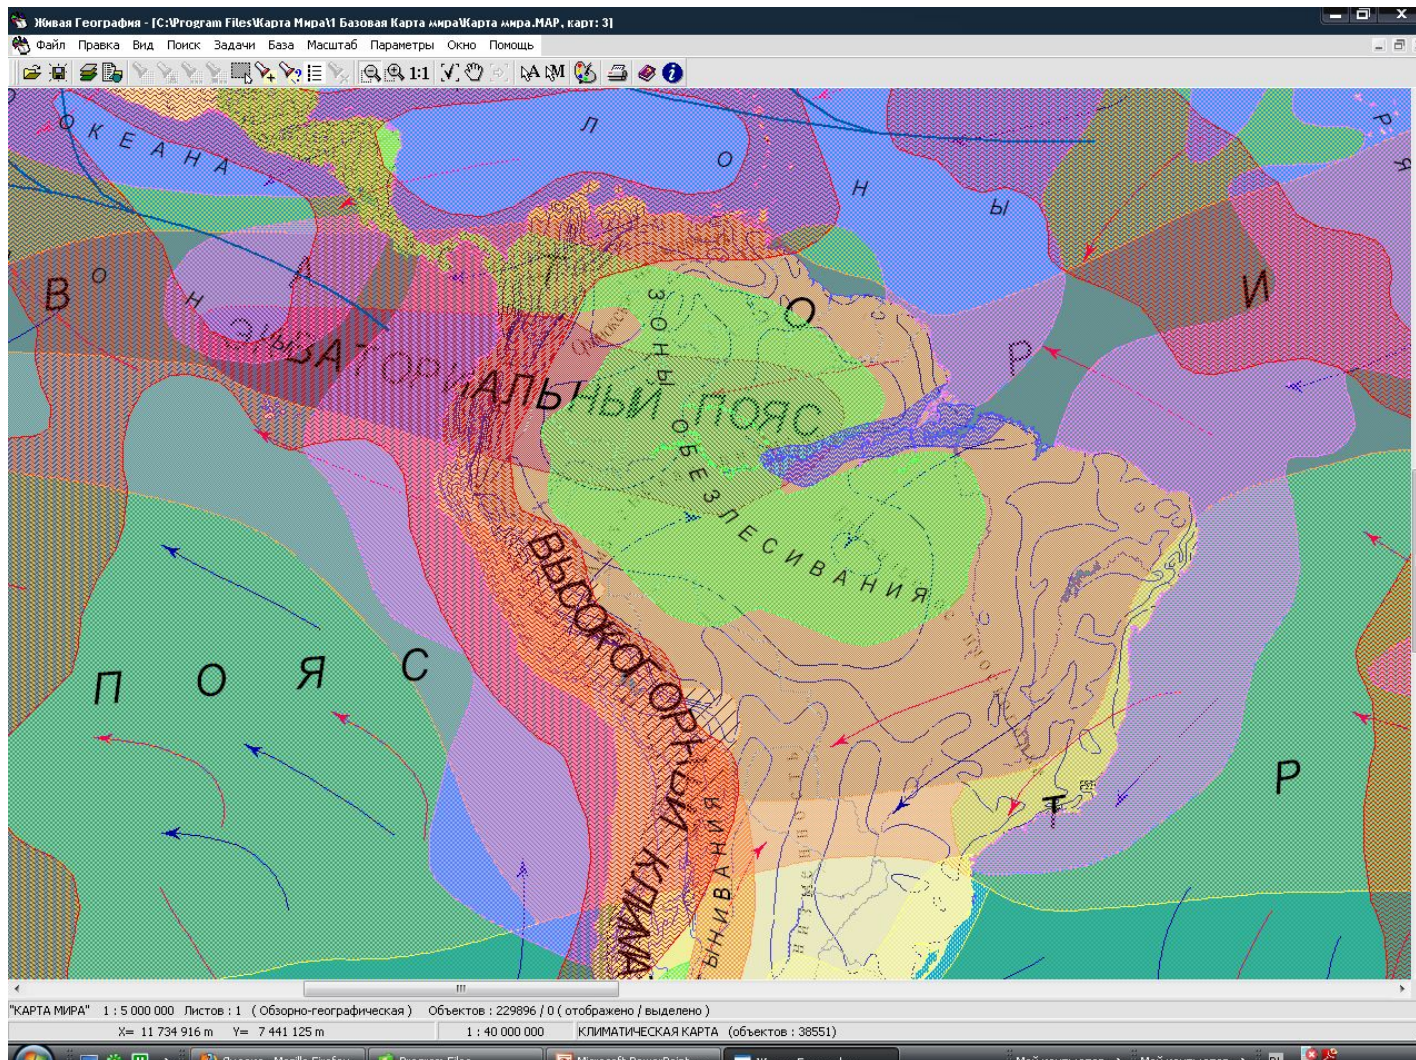 Живая География - [C:\Program Files\Карта Мира\1 Базовая Карта мира\Карта мира.MAP, карт: 3]
Файл Правка Вид Поиск Задачи База Масштаб Параметры Окно Помощь
1:1
ОКЕАНА
Л О Н Ы Р Я
В О Н
О
И
Р
ЭКВАТОРИАЛЬНЫЙ ПОЯС
ЗОНЫ ОБЕЗЛЕСИВАНИЯ
ВЫСОКОГОРНЫЙ КЛИМА
ЫНИВАНИЯ
ПОЯС
Т
Р
"КАРТА МИРА" 1 : 5 000 000 Листов : 1 ( Обзорно-географическая ) Объектов : 229896 / 0 ( отображено / выделено )
X= 11 734 916 m Y= 7 441 125 m 1 : 40 000 000 КЛИМАТИЧЕСКАЯ КАРТА (объектов : 38551)